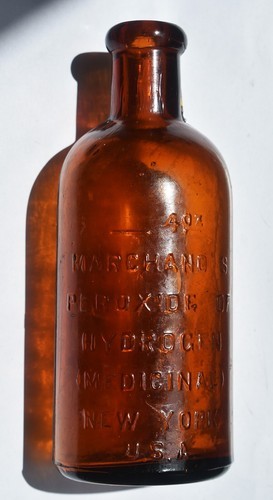 4 oz
MARCHAND'S
PEROXIDE OF
HYDROGEN
(MEDICINAL)
NEW YORK
U.S.A